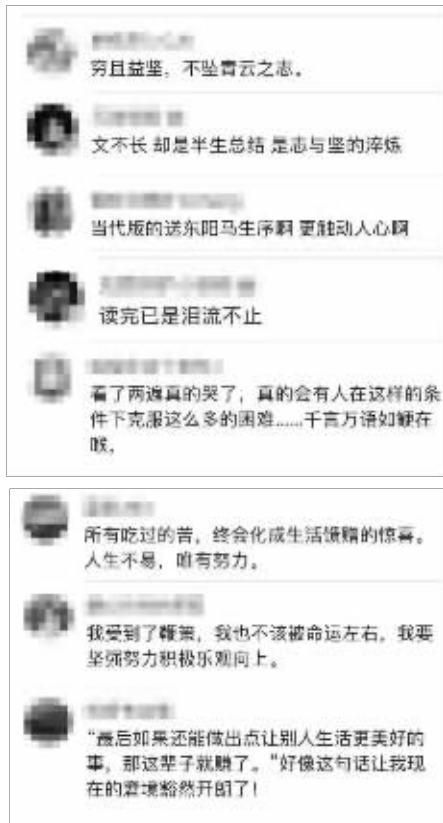 穷且益坚，不坠青云之志。
文不长 却是半生总结 是志与坚的淬炼
当代版的送东阳马生序啊 更触动人心啊
读完已是泪流不止
看了两遍真的哭了，真的会有人在这样的条
件下克服这么多的困难……千言万语如鲠在
喉。
所有吃过的苦，终会化成生活馈赠的惊喜。
人生不易，唯有努力。
我受到了鞭策，我也不该被命运左右，我要
坚强努力积极乐观向上。
“最后如果还能做出点让别人生活更美好的
事，那这辈子就赚了。”好像这句话让我现
在的窘境豁然开朗了！